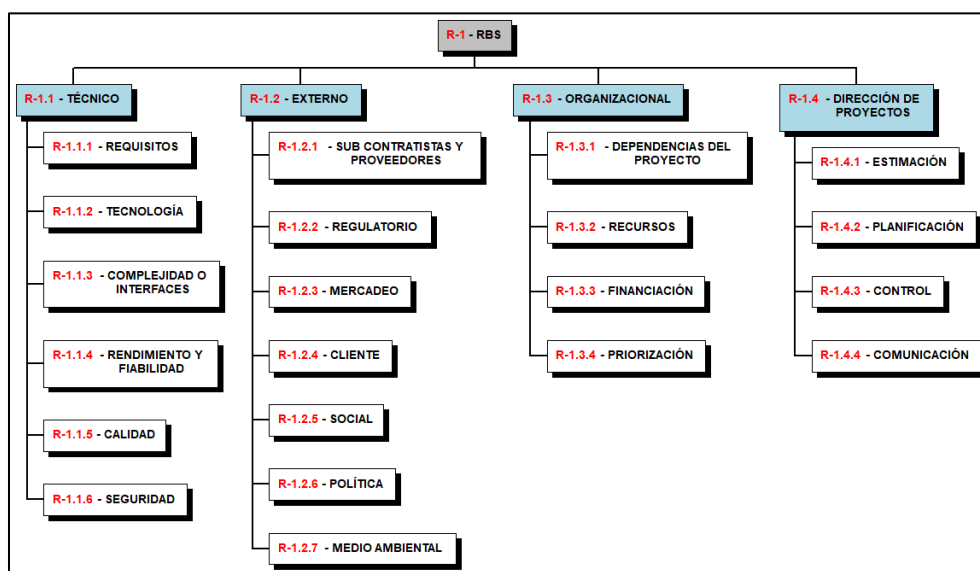 R-1 - RBS
R-1.1 - TÉCNICO
R-1.1.1 - REQUISITOS
R-1.1.2 - TECNOLOGÍA
R-1.1.3 - COMPLEJIDAD O
INTERFACES
R-1.1.4 - RENDIMIENTO Y
FIABILIDAD
R-1.1.5 - CALIDAD
R-1.1.6 - SEGURIDAD
R-1.2 - EXTERNO
R-1.2.1 - SUB CONTRATISTAS Y
PROVEEDORES
R-1.2.2 - REGULATORIO
R-1.2.3 - MERCADEO
R-1.2.4 - CLIENTE
R-1.2.5 - SOCIAL
R-1.2.6 - POLÍTICA
R-1.2.7 - MEDIO AMBIENTAL
R-1.3 - ORGANIZACIONAL
R-1.3.1 - DEPENDENCIAS DEL
PROYECTO
R-1.3.2 - RECURSOS
R-1.3.3 - FINANCIACIÓN
R-1.3.4 - PRIORIZACIÓN
R-1.4 - DIRECCIÓN DE
PROYECTOS
R-1.4.1 - ESTIMACIÓN
R-1.4.2 - PLANIFICACIÓN
R-1.4.3 - CONTROL
R-1.4.4 - COMUNICACIÓN